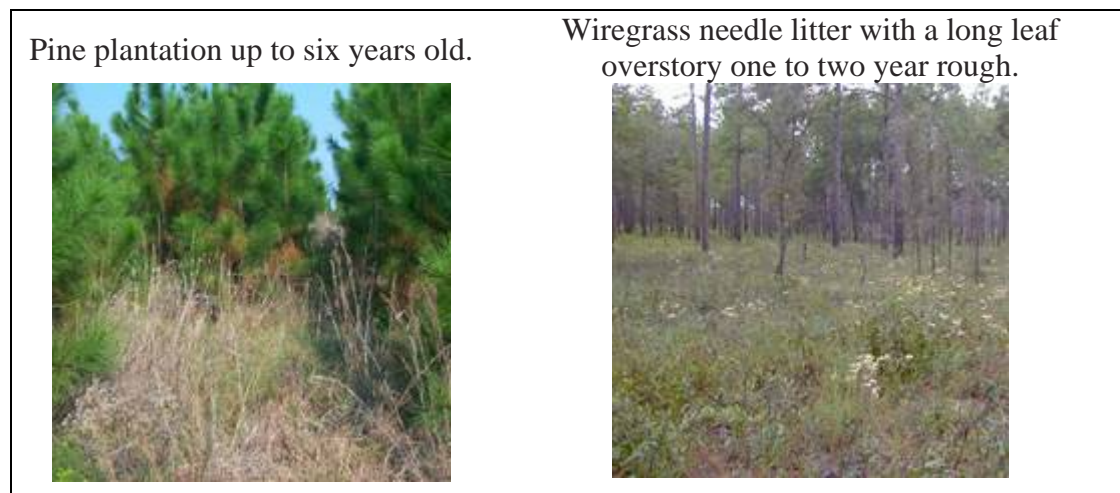 Pine plantation up to six years old.
Wiregrass needle litter with a long leaf
overstory one to two year rough.